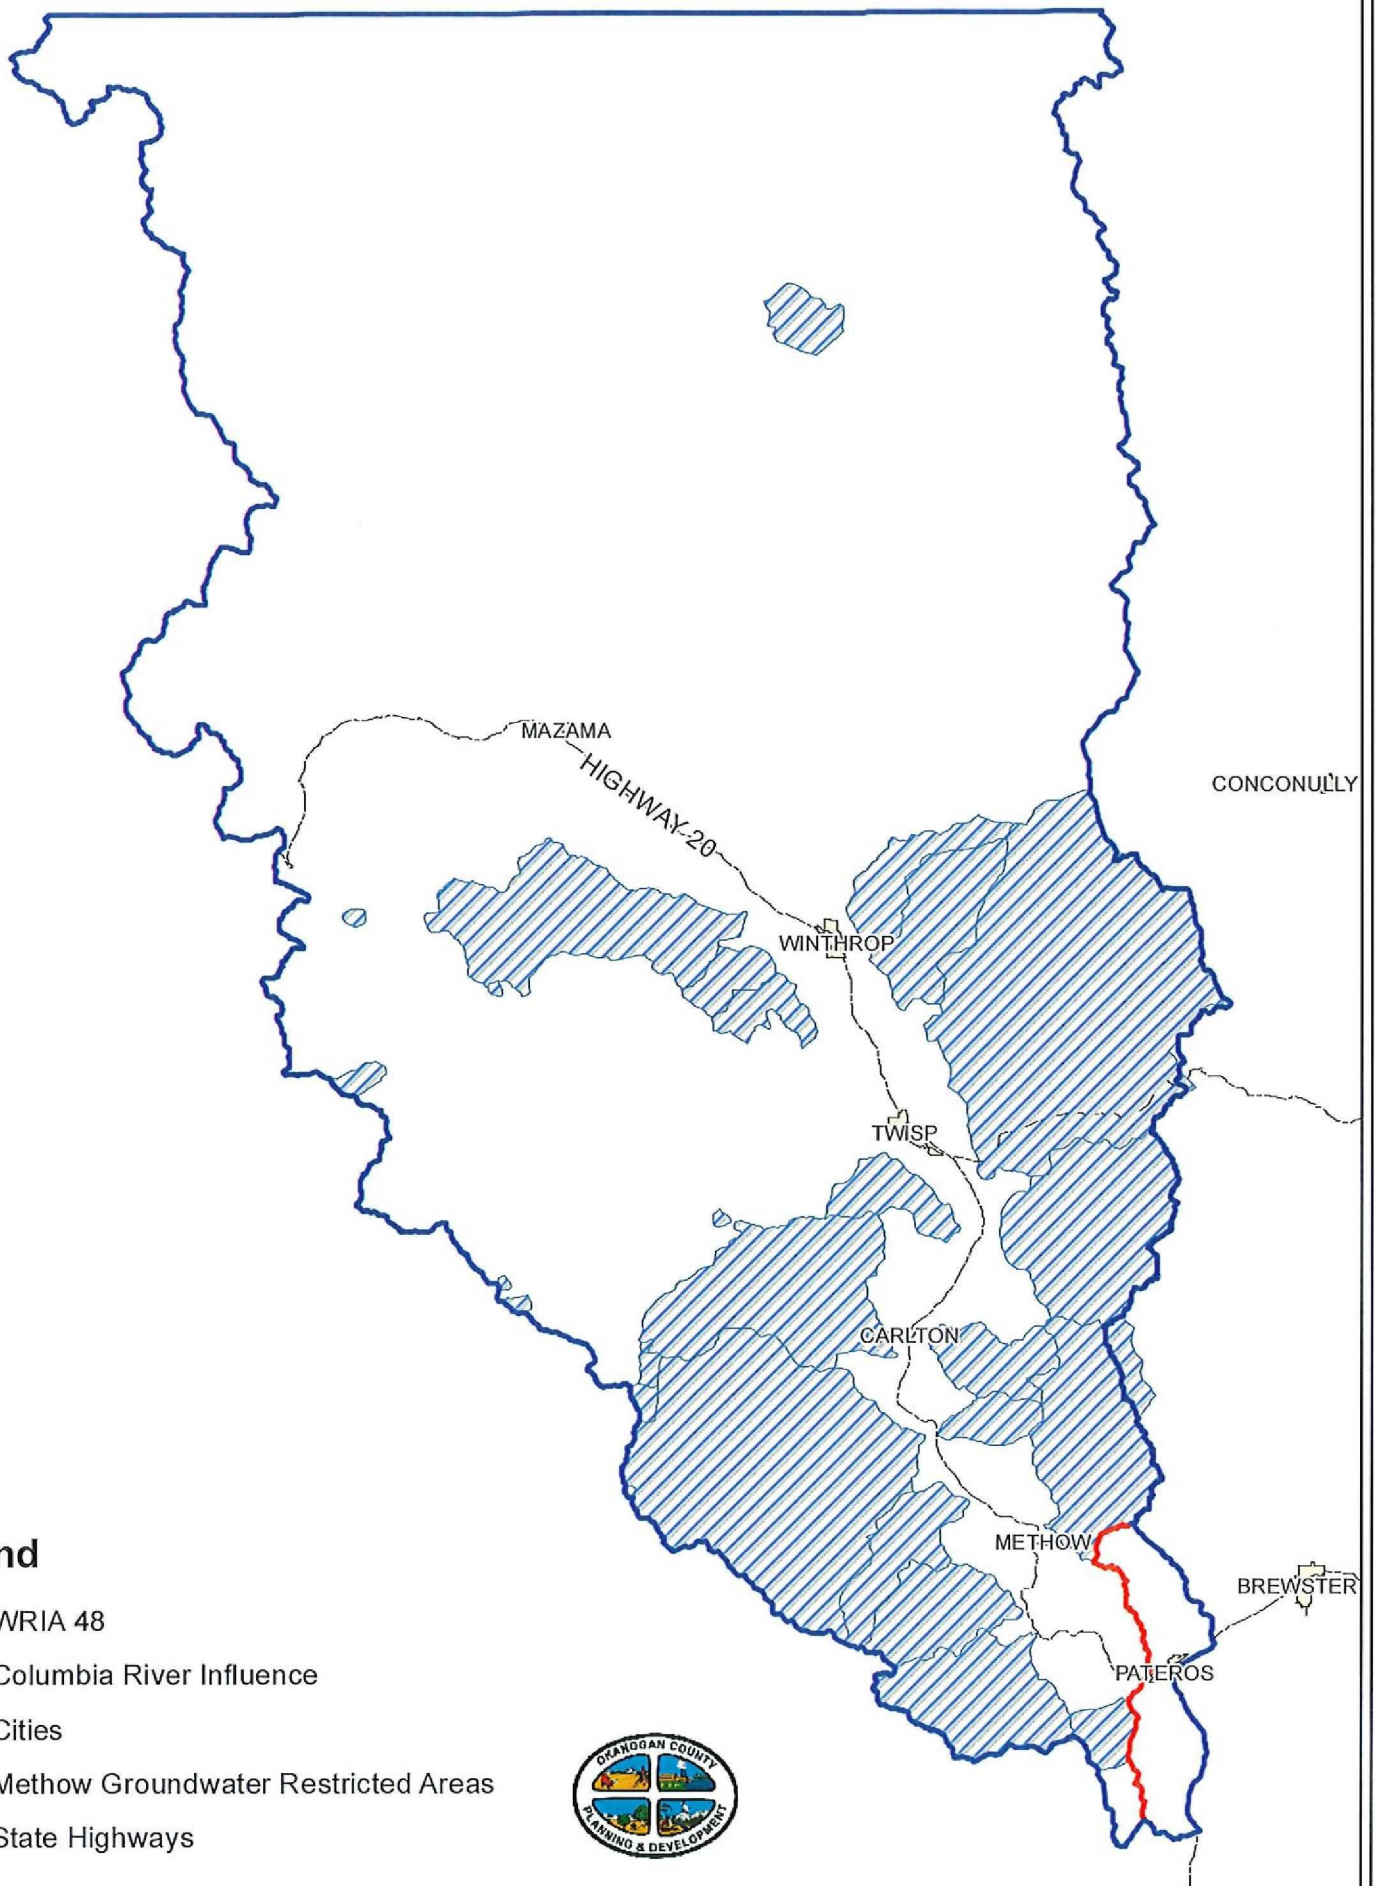 MAZAMA
HIGHWAY 20
CONCONULLY
WINTHROP
TWISP
CARLTON
METHOW
BREWSTER
PATEROS
nd
WRIA 48
Columbia River Influence
Cities
Methow Groundwater Restricted Areas
State Highways
OKANOGAN COUNTY
PLANNING & DEVELOPMENT